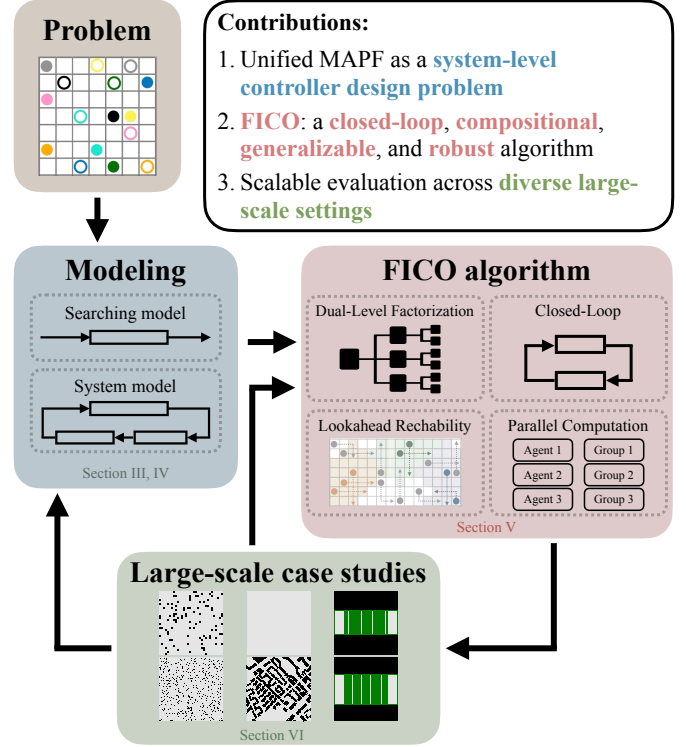 Problem
Contributions:
1. Unified MAPF as a system-level
controller design problem
2. FICO: a closed-loop, compositional,
generalizable, and robust algorithm
3. Scalable evaluation across diverse large-
scale settings
Modeling
Searching model
System model
Section III, IV
FICO algorithm
Dual-Level Factorization
Closed-Loop
Lookahead Rechability
Parallel Computation
Agent 1
Group 1
Agent 2
Group 2
Agent 3
Group 3
Section V
Large-scale case studies
Section VI